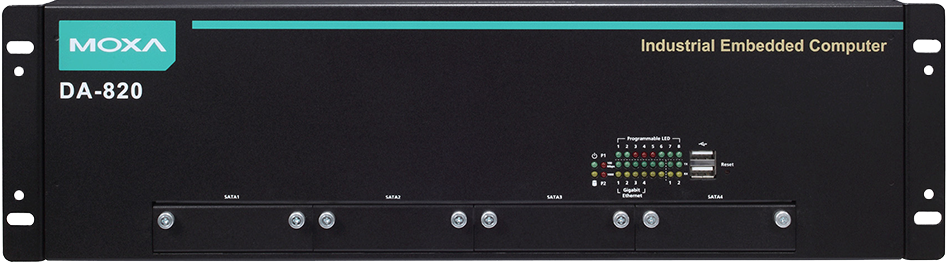 MOXA
Industrial Embedded Computer
DA-820
Programmable LED
1 2 3 4 5 6 7 8
P1
Reset
P2
1 2 3 4 1 2
Gigabit
Ethernet
SATA1 SATA2 SATA3 SATA4